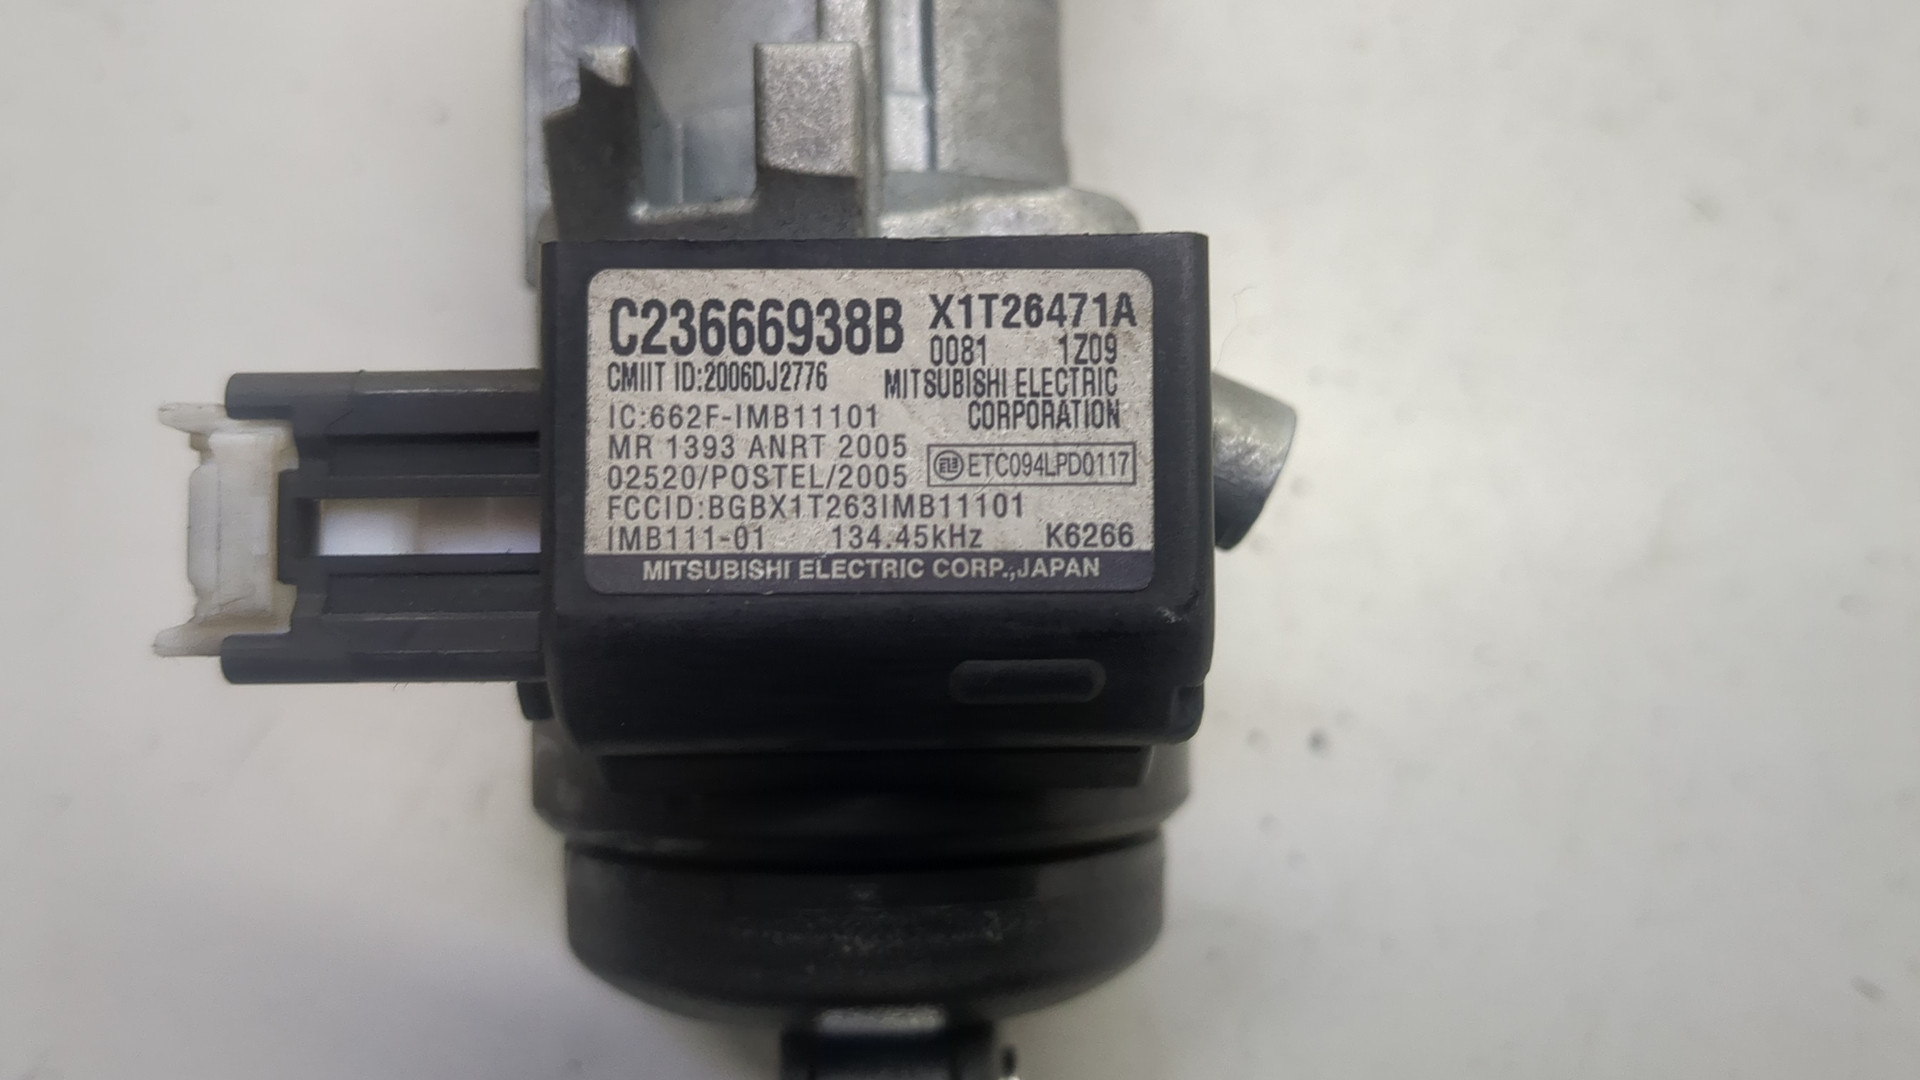 C23666938B X1T26471A
0081 1Z09
CMIIT ID:2006DJ2776 MITSUBISHI ELECTRIC
IC:662F-IMB11101 CORPORATION
MR 1393 ANRT 2005
02520/POSTEL/2005 ETC094LPD0117
FCCID:BGBX1T263IMB11101
IMB111-01 134.45kHz K6266
MITSUBISHI ELECTRIC CORP.,JAPAN